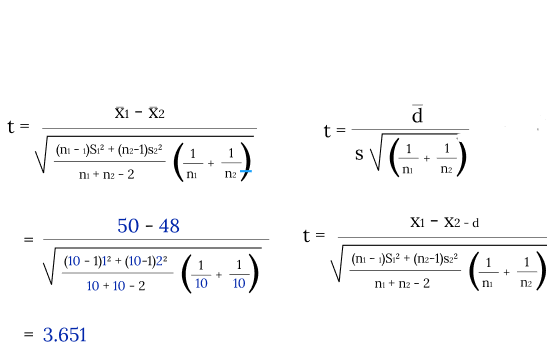 t = (x̄₁ − x̄₂) / √( ((n₁ - ₁)S₁² + (n₂–1)s₂²) / (n₁ + n₂ – 2) (1/n₁ + 1/n₂) )
= (50 – 48) / √( ((10 – 1)1² + (10–1)2²) / (10 + 10 – 2) (1/10 + 1/10) )
= 3.651
t = d̄ / s √(1/n₁ + 1/n₂)
t = (x₁ − x₂ - d) / √( ((n₁ - ₁)S₁² + (n₂–1)s₂²) / (n₁ + n₂ – 2) (1/n₁ + 1/n₂) )